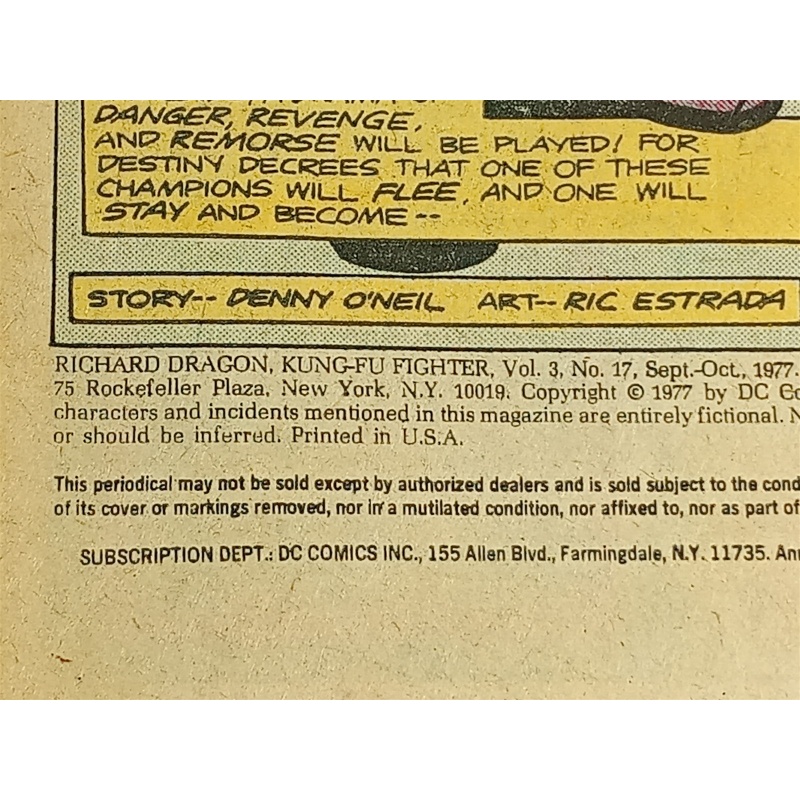 DANGER, REVENGE,
AND REMORSE WILL BE PLAYED! FOR
DESTINY DECREES THAT ONE OF THESE
CHAMPIONS WILL FLEE, AND ONE WILL
STAY AND BECOME--
STORY-- DENNY O'NEIL ART-- RIC ESTRADA
RICHARD DRAGON, KUNG-FU FIGHTER, Vol. 3, No. 17, Sept.-Oct., 1977.
75 Rockefeller Plaza, New York, N.Y. 10019. Copyright © 1977 by DC Co
characters and incidents mentioned in this magazine are entirely fictional. N
or should be inferred. Printed in U.S.A.
This periodical may not be sold except by authorized dealers and is sold subject to the cond
of its cover or markings removed, nor in a mutilated condition, nor affixed to, nor as part of
SUBSCRIPTION DEPT.: DC COMICS INC., 155 Allen Blvd., Farmingdale, N.Y. 11735. Ann